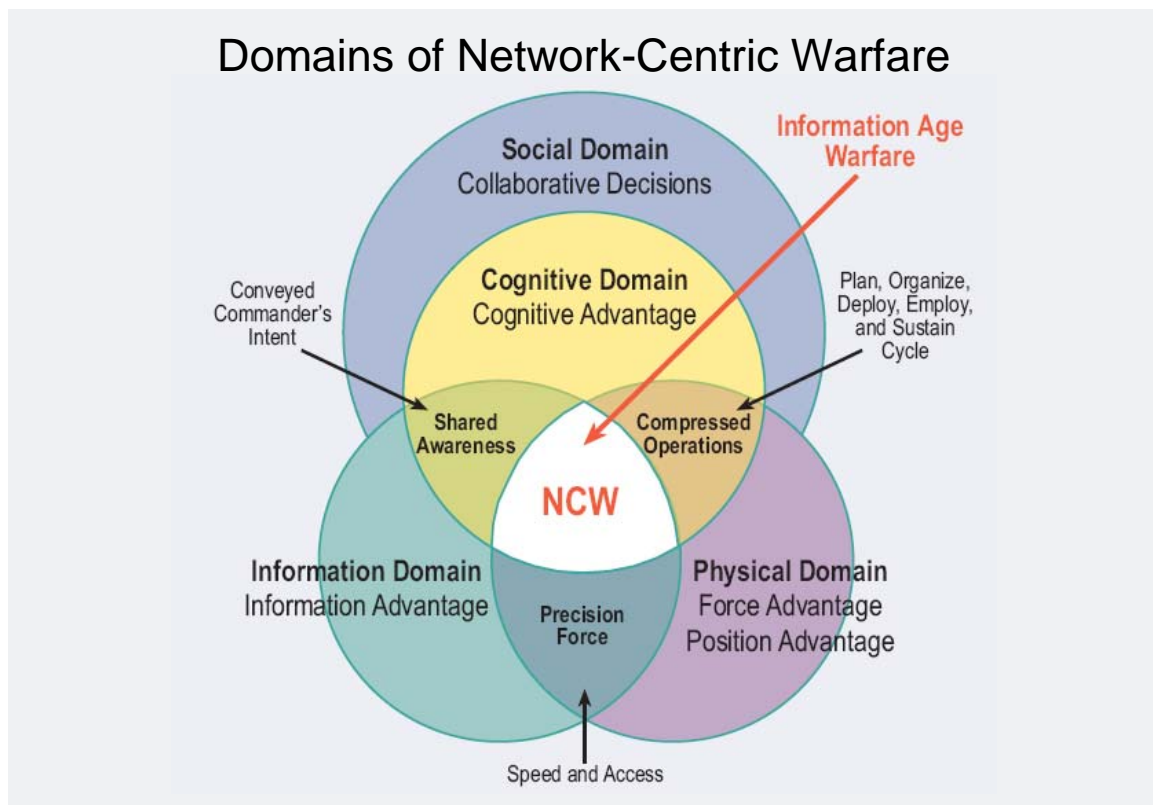 Domains of Network-Centric Warfare
Information Age
Warfare
Social Domain
Collaborative Decisions
Cognitive Domain
Cognitive Advantage
Conveyed
Commander's
Intent
Plan, Organize,
Deploy, Employ,
and Sustain
Cycle
Shared
Awareness
Compressed
Operations
NCW
Information Domain
Information Advantage
Physical Domain
Force Advantage
Position Advantage
Precision
Force
Speed and Access